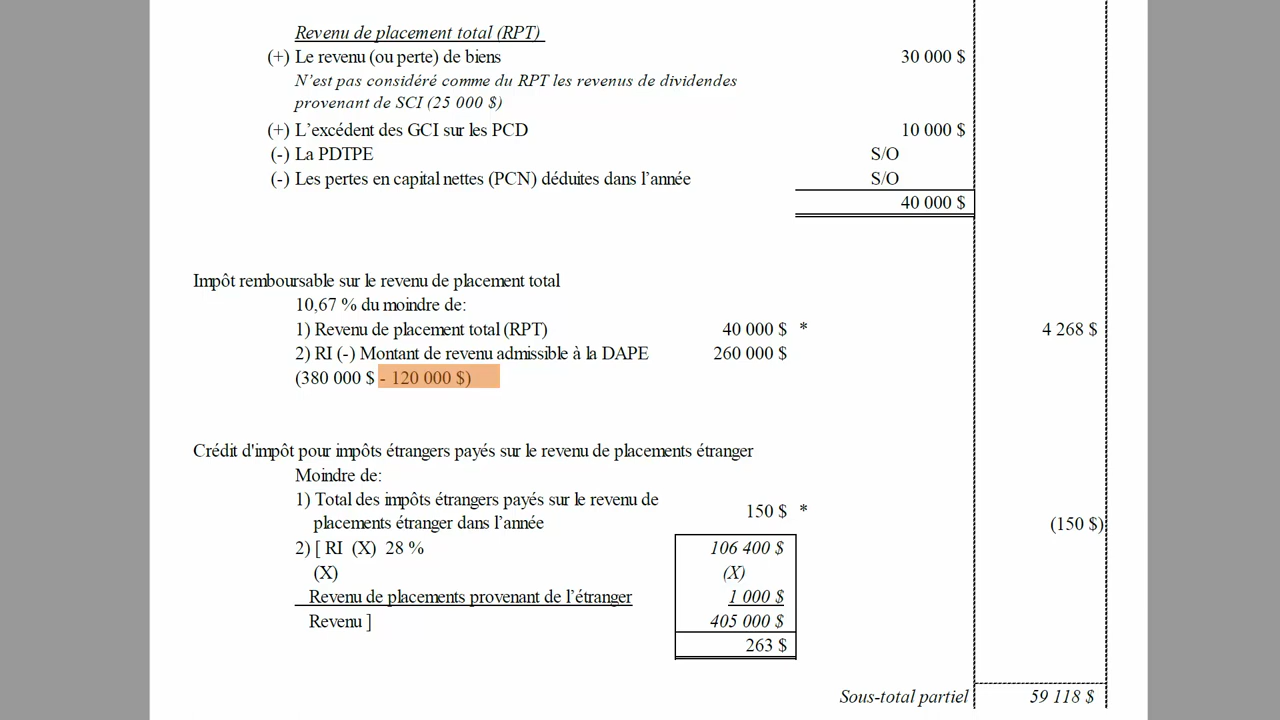 Revenu de placement total (RPT)
(+) Le revenu (ou perte) de biens 30 000 $
N'est pas considéré comme du RPT les revenus de dividendes
provenant de SCI (25 000 $)
(+) L'excédent des GCI sur les PCD 10 000 $
(-) La PDTPE S/O
(-) Les pertes en capital nettes (PCN) déduites dans l'année S/O
40 000 $
Impôt remboursable sur le revenu de placement total
10,67 % du moindre de:
1) Revenu de placement total (RPT) 40 000 $ * 4 268 $
2) RI (-) Montant de revenu admissible à la DAPE 260 000 $
(380 000 $ - 120 000 $)
Crédit d'impôt pour impôts étrangers payés sur le revenu de placements étranger
Moindre de:
1) Total des impôts étrangers payés sur le revenu de
placements étranger dans l'année 150 $ * (150 $)
2) [ RI (X) 28 % 106 400 $
(X) (X)
Revenu de placements provenant de l'étranger 1 000 $
Revenu ] 405 000 $
263 $
Sous-total partiel 59 118 $